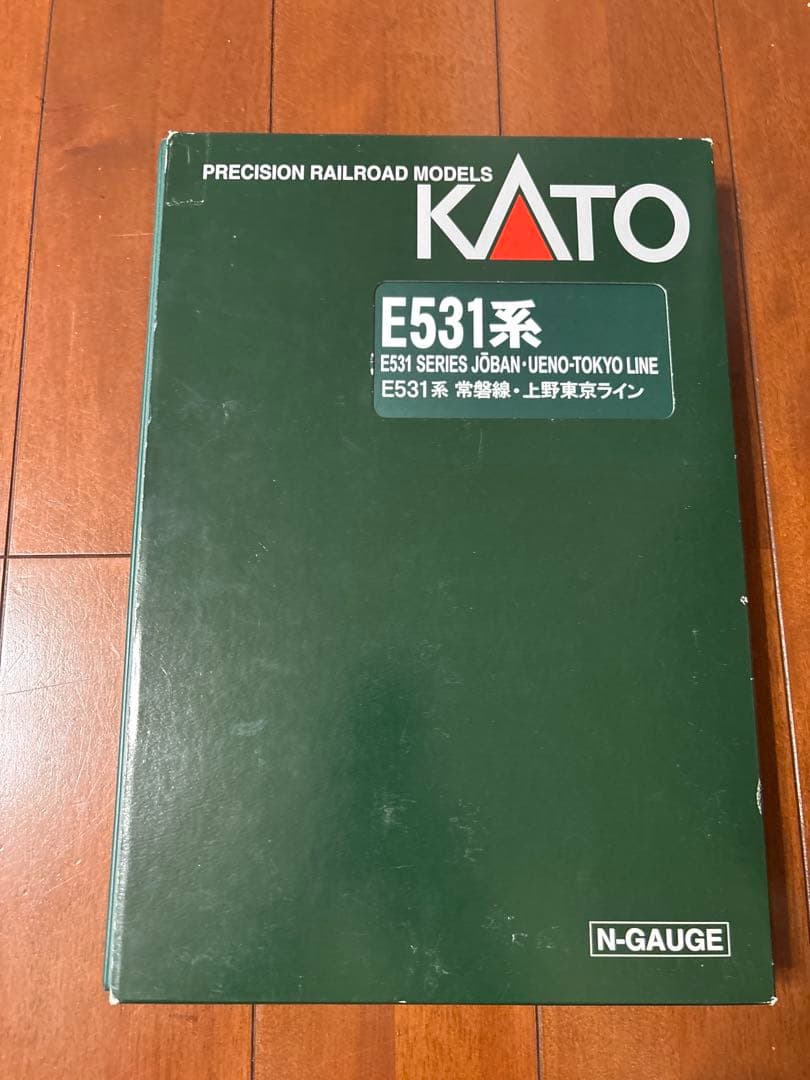 PRECISION RAILROAD MODELS
KATO
E531系
E531 SERIES JŌBAN・UENO-TOKYO LINE
E531系 常磐線・上野東京ライン
N-GAUGE